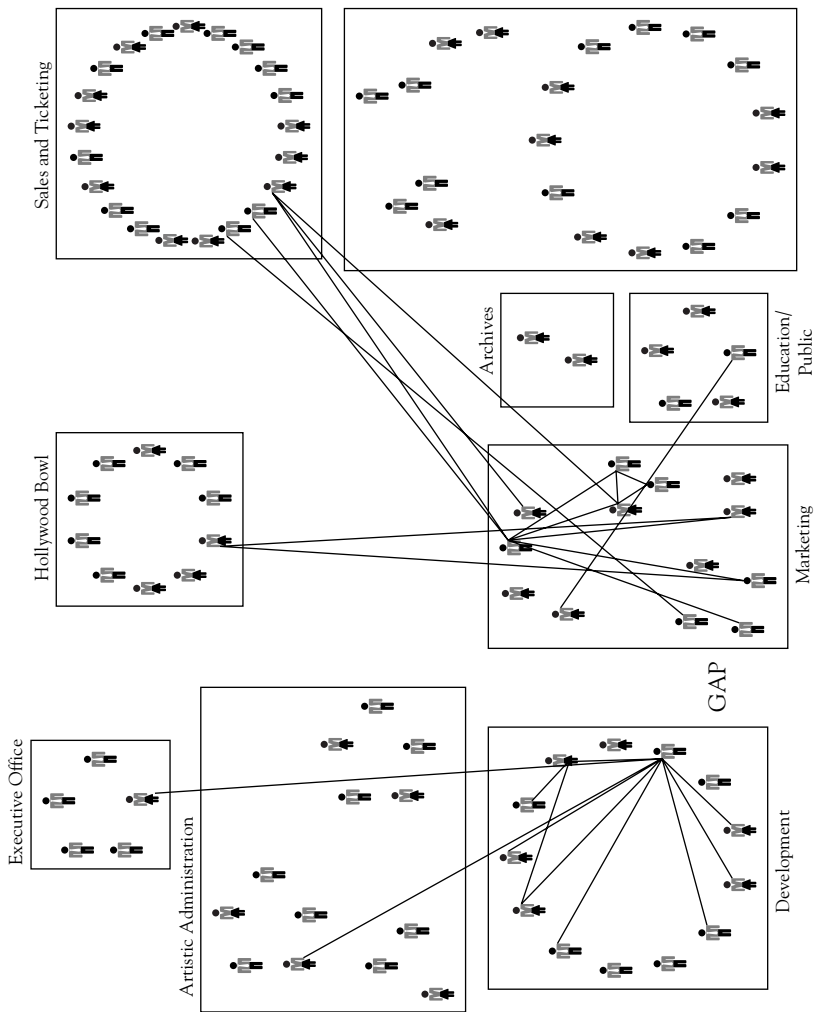 Executive Office
Hollywood Bowl
Sales and Ticketing
Artistic Administration
Archives
Education/
Public
GAP
Development
Marketing